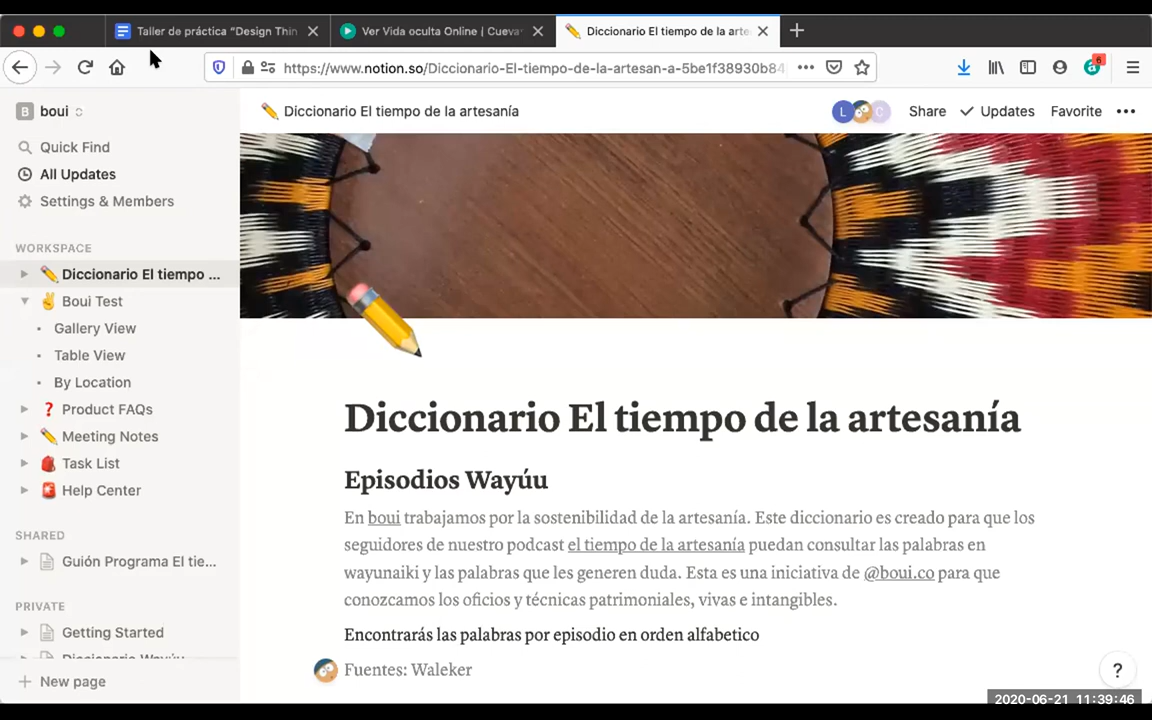 Taller de práctica “Design Thin
Ver Vida oculta Online | Cueva
Diccionario El tiempo de la arte
https://www.notion.so/Diccionario-El-tiempo-de-la-artesan-a-5be1f38930b84
6
B boui
Diccionario El tiempo de la artesanía
L C Share Updates Favorite
Quick Find
All Updates
Settings & Members
WORKSPACE
Diccionario El tiempo ...
Boui Test
Gallery View
Table View
By Location
Product FAQs
Meeting Notes
Task List
Help Center
SHARED
Guión Programa El tie...
PRIVATE
Getting Started
Diccionario Wayúu
New page
Diccionario El tiempo de la artesanía
Episodios Wayúu
En boui trabajamos por la sostenibilidad de la artesanía. Este diccionario es creado para que los
seguidores de nuestro podcast el tiempo de la artesanía puedan consultar las palabras en
wayunaiki y las palabras que les generen duda. Esta es una iniciativa de @boui.co para que
conozcamos los oficios y técnicas patrimoniales, vivas e intangibles.
Encontrarás las palabras por episodio en orden alfabetico
Fuentes: Waleker
?
2020-06-21 11:39:46